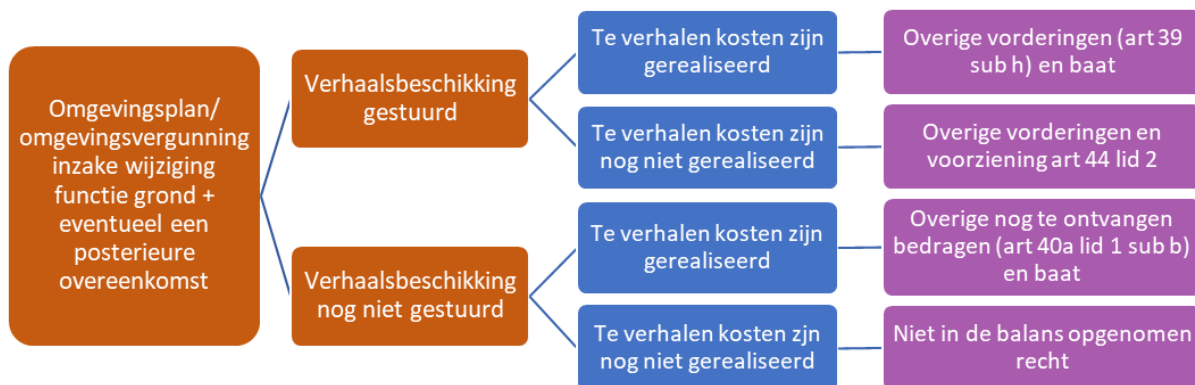 Omgevingsplan/
omgevingsvergunning
inzake wijziging
functie grond +
eventueel een
posterieure
overeenkomst
Verhaalsbeschikking
gestuurd
Te verhalen kosten zijn
gerealiseerd
Overige vorderingen (art 39
sub h) en baat
Te verhalen kosten zijn
nog niet gerealiseerd
Overige vorderingen en
voorziening art 44 lid 2
Verhaalsbeschikking
nog niet gestuurd
Te verhalen kosten zijn
gerealiseerd
Overige nog te ontvangen
bedragen (art 40a lid 1 sub b)
en baat
Te verhalen kosten zjn
nog niet gerealiseerd
Niet in de balans opgenomen
recht